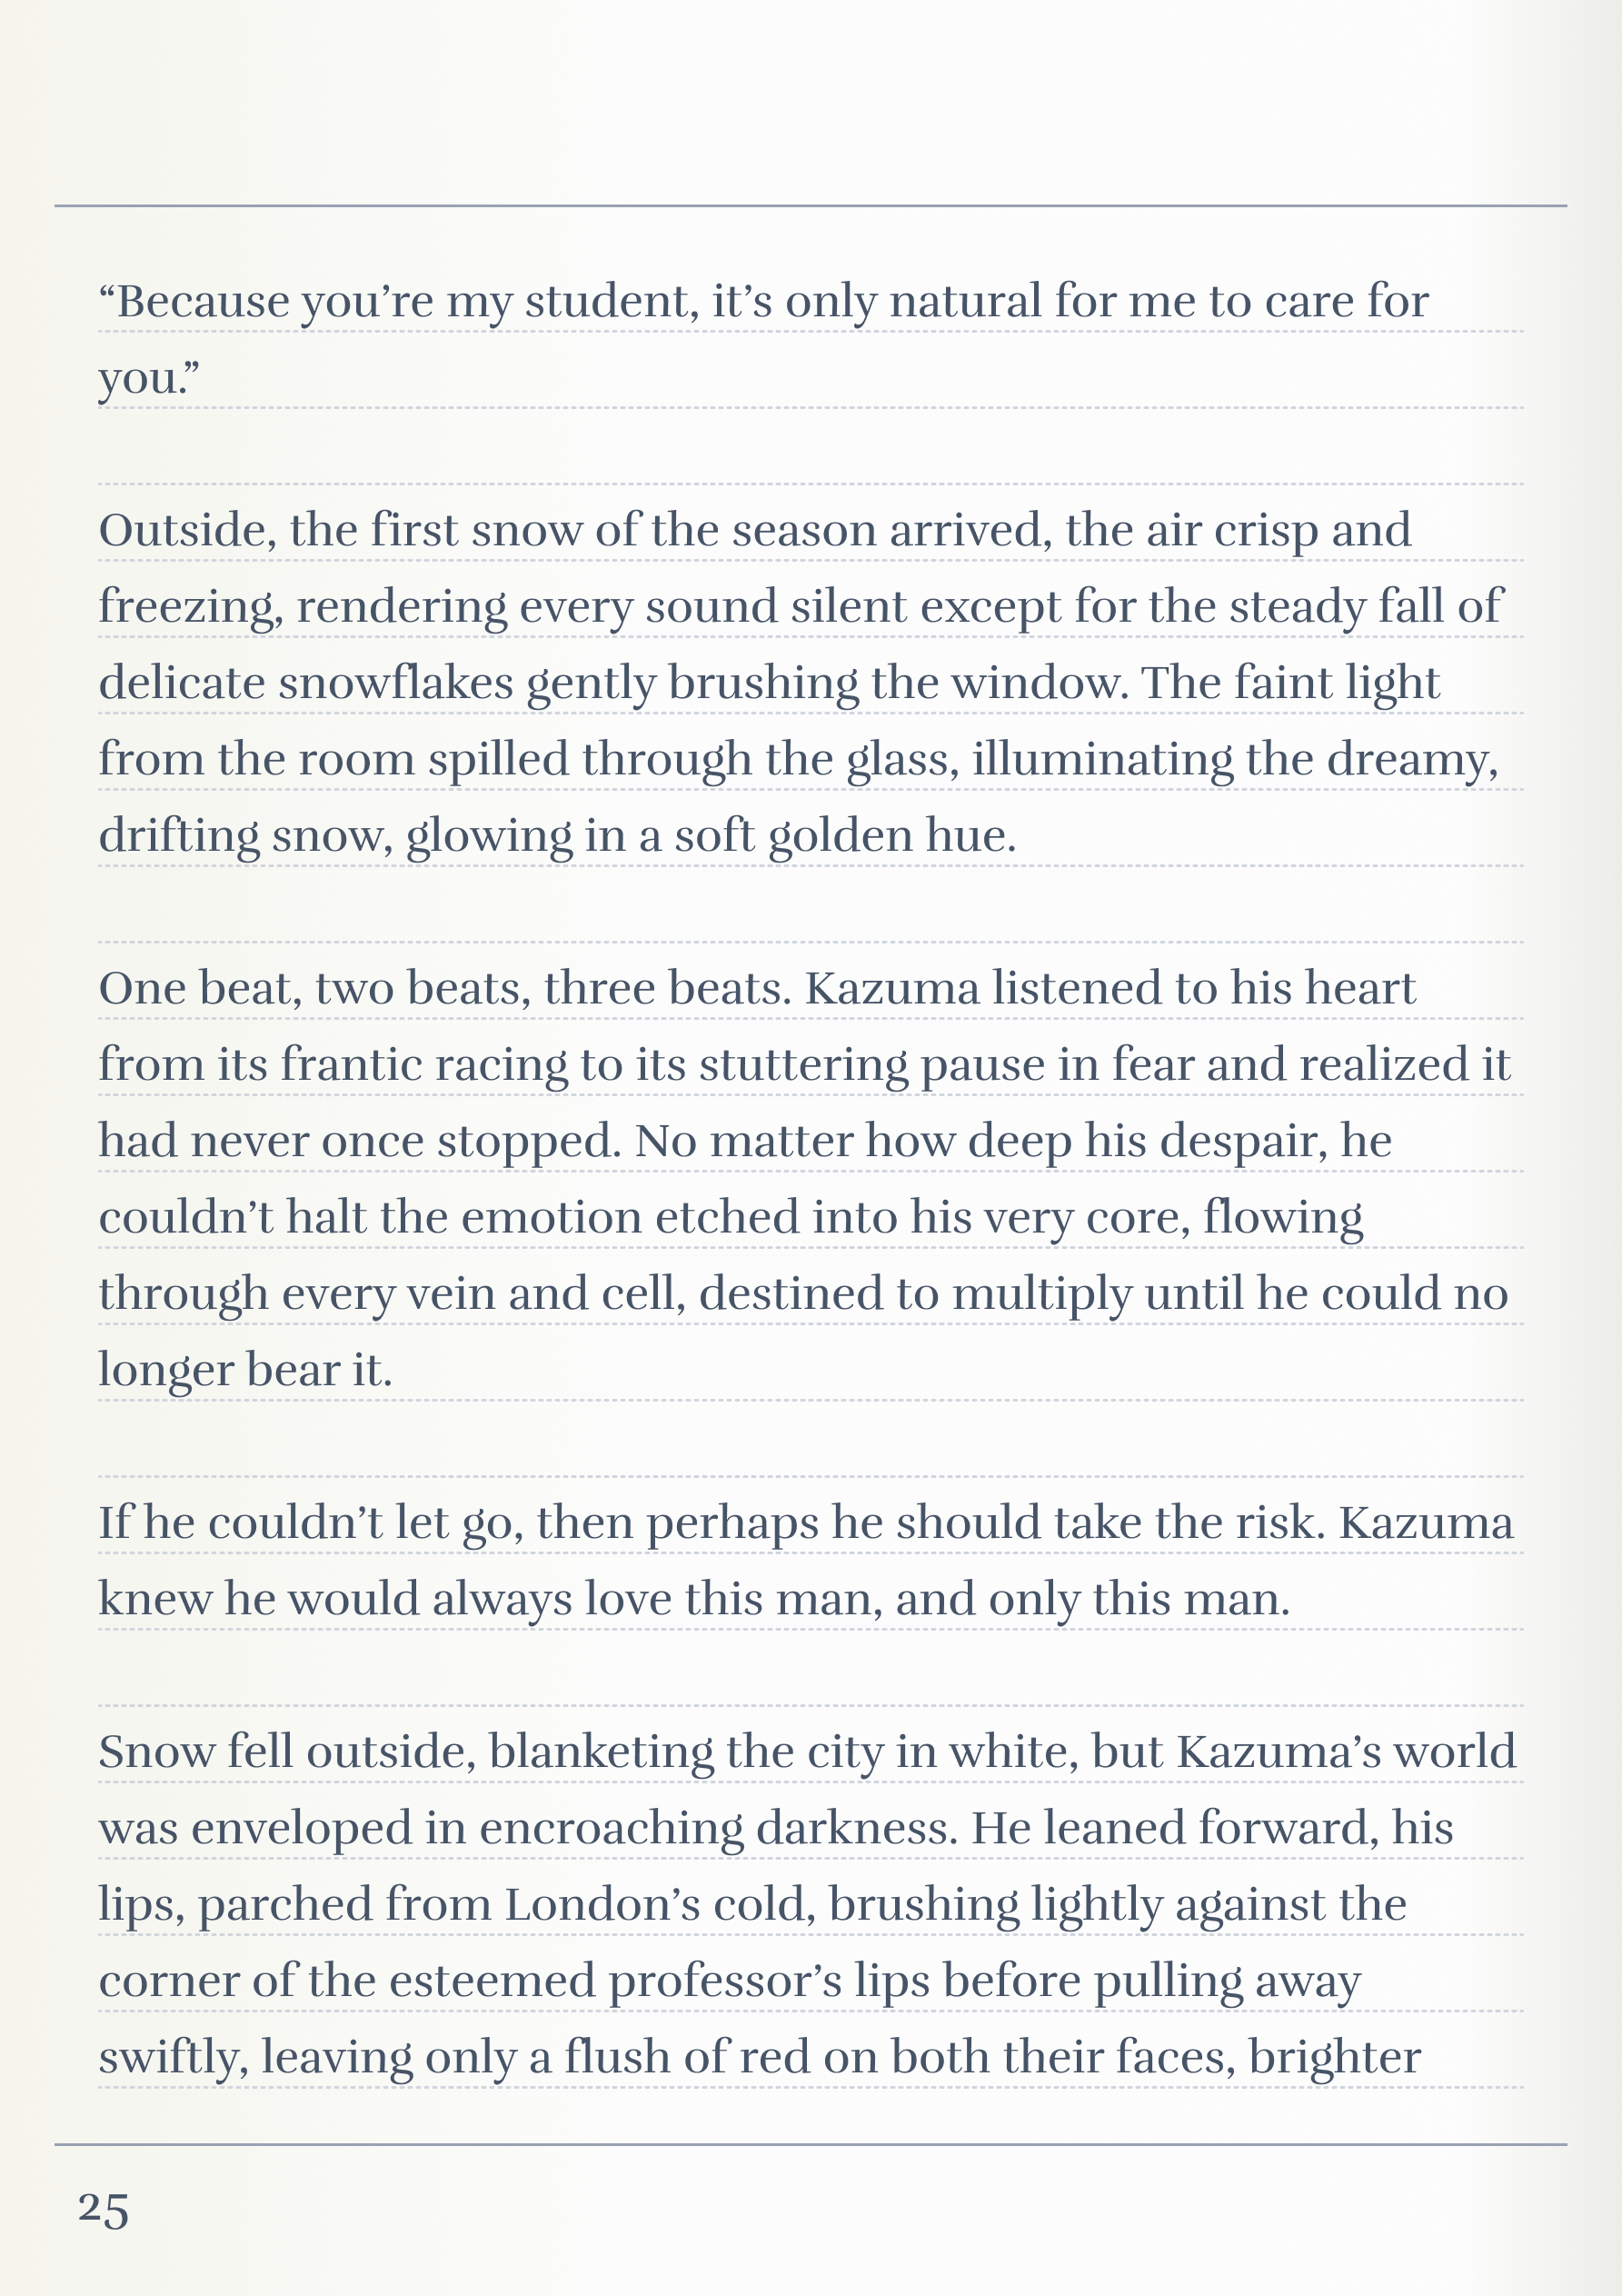 “Because you’re my student, it’s only natural for me to care for
you.”
Outside, the first snow of the season arrived, the air crisp and
freezing, rendering every sound silent except for the steady fall of
delicate snowflakes gently brushing the window. The faint light
from the room spilled through the glass, illuminating the dreamy,
drifting snow, glowing in a soft golden hue.
One beat, two beats, three beats. Kazuma listened to his heart
from its frantic racing to its stuttering pause in fear and realized it
had never once stopped. No matter how deep his despair, he
couldn’t halt the emotion etched into his very core, flowing
through every vein and cell, destined to multiply until he could no
longer bear it.
If he couldn’t let go, then perhaps he should take the risk. Kazuma
knew he would always love this man, and only this man.
Snow fell outside, blanketing the city in white, but Kazuma’s world
was enveloped in encroaching darkness. He leaned forward, his
lips, parched from London’s cold, brushing lightly against the
corner of the esteemed professor’s lips before pulling away
swiftly, leaving only a flush of red on both their faces, brighter
25